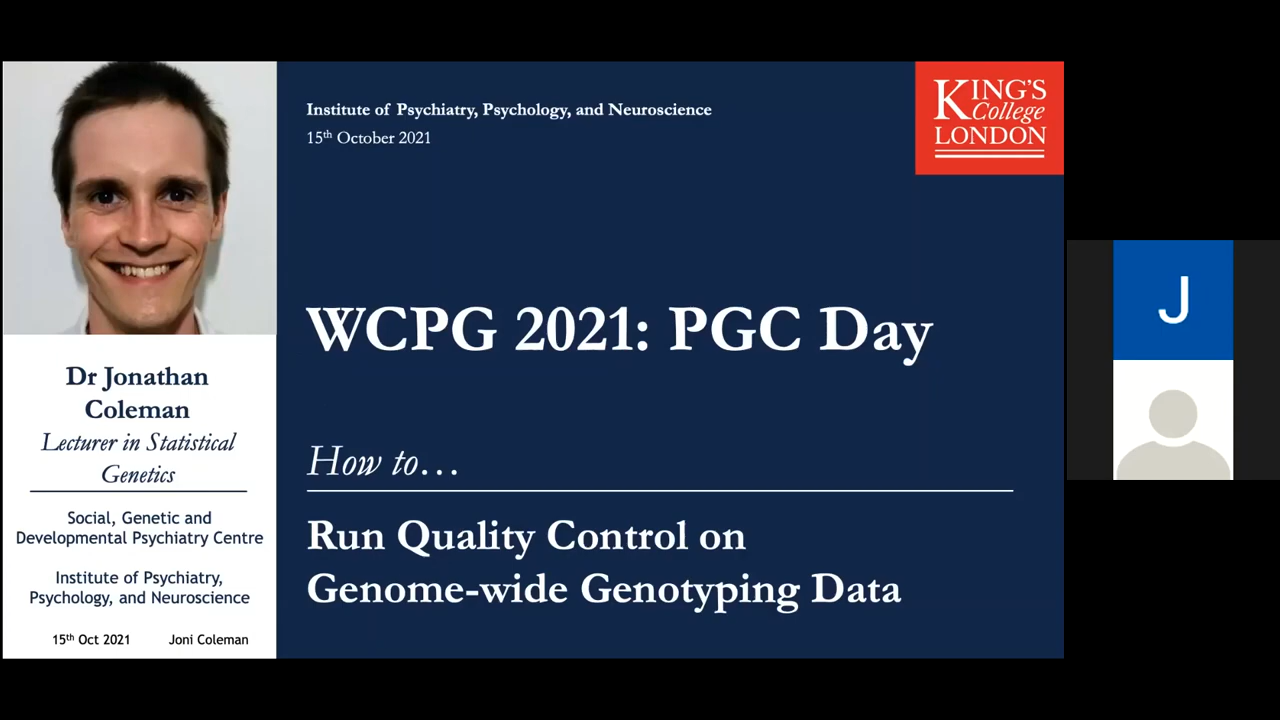 Institute of Psychiatry, Psychology, and Neuroscience
15th October 2021
KING'S
College
LONDON
WCPG 2021: PGC Day
How to…
Run Quality Control on
Genome-wide Genotyping Data
Dr Jonathan
Coleman
Lecturer in Statistical
Genetics
Social, Genetic and
Developmental Psychiatry Centre
Institute of Psychiatry,
Psychology, and Neuroscience
15th Oct 2021 Joni Coleman
J